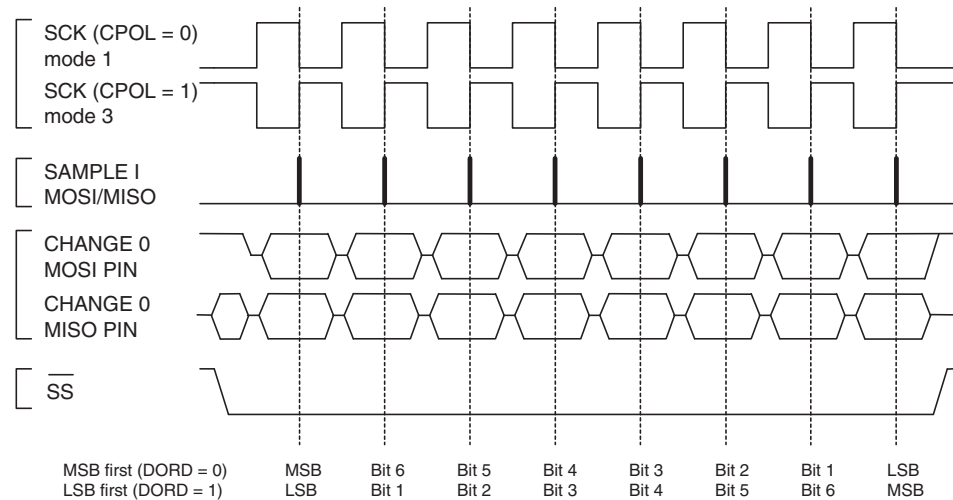 SCK (CPOL = 0)
mode 1
SCK (CPOL = 1)
mode 3
SAMPLE I
MOSI/MISO
CHANGE 0
MOSI PIN
CHANGE 0
MISO PIN
SS
MSB first (DORD = 0) MSB Bit 6 Bit 5 Bit 4 Bit 3 Bit 2 Bit 1 LSB
LSB first (DORD = 1) LSB Bit 1 Bit 2 Bit 3 Bit 4 Bit 5 Bit 6 MSB